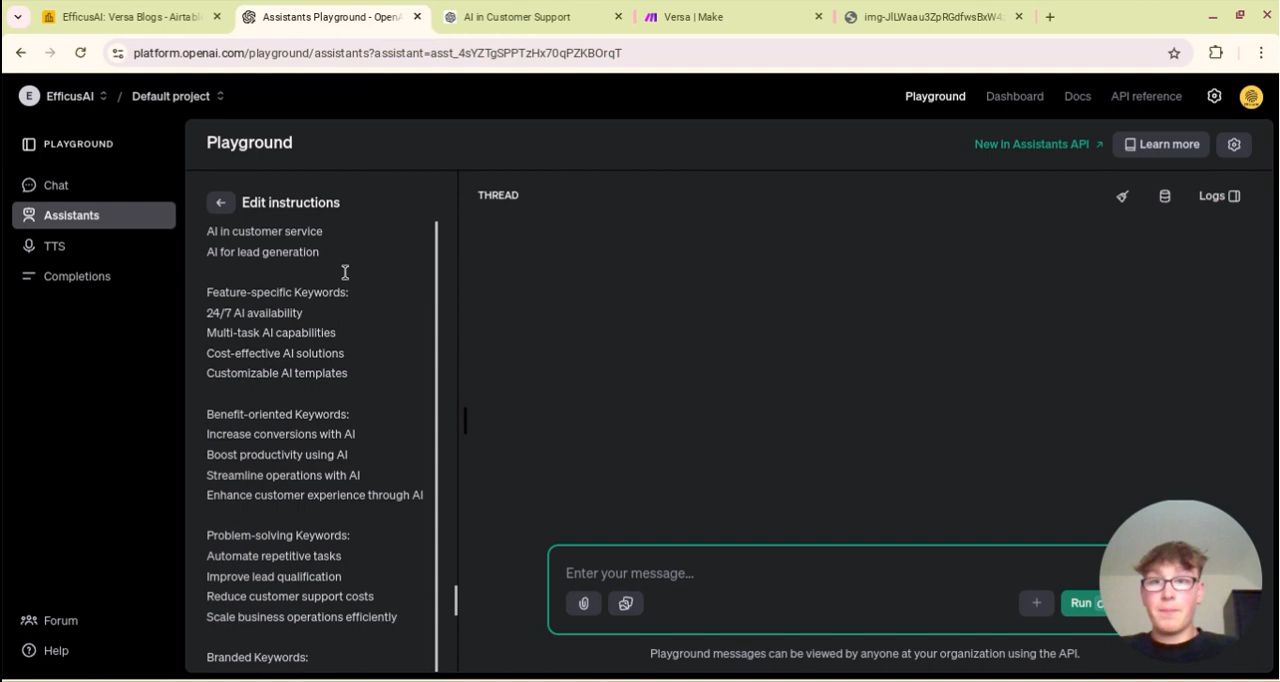 EfficusAI: Versa Blogs - Airtabl
Assistants Playground - OpenA
AI in Customer Support
Versa | Make
img-JlLWaau3ZpRGdfwsBxW4
platform.openai.com/playground/assistants?assistant=asst_4sYZTgSPPTzHx70qPZKBOrqT
E EfficusAI / Default project
Playground Dashboard Docs API reference
PLAYGROUND
Chat
Assistants
TTS
Completions
Forum
Help
Playground
New in Assistants API ↗ Learn more
Edit instructions
AI in customer service
AI for lead generation
Feature-specific Keywords:
24/7 AI availability
Multi-task AI capabilities
Cost-effective AI solutions
Customizable AI templates
Benefit-oriented Keywords:
Increase conversions with AI
Boost productivity using AI
Streamline operations with AI
Enhance customer experience through AI
Problem-solving Keywords:
Automate repetitive tasks
Improve lead qualification
Reduce customer support costs
Scale business operations efficiently
Branded Keywords:
THREAD
Logs
Enter your message...
Run
Playground messages can be viewed by anyone at your organization using the API.